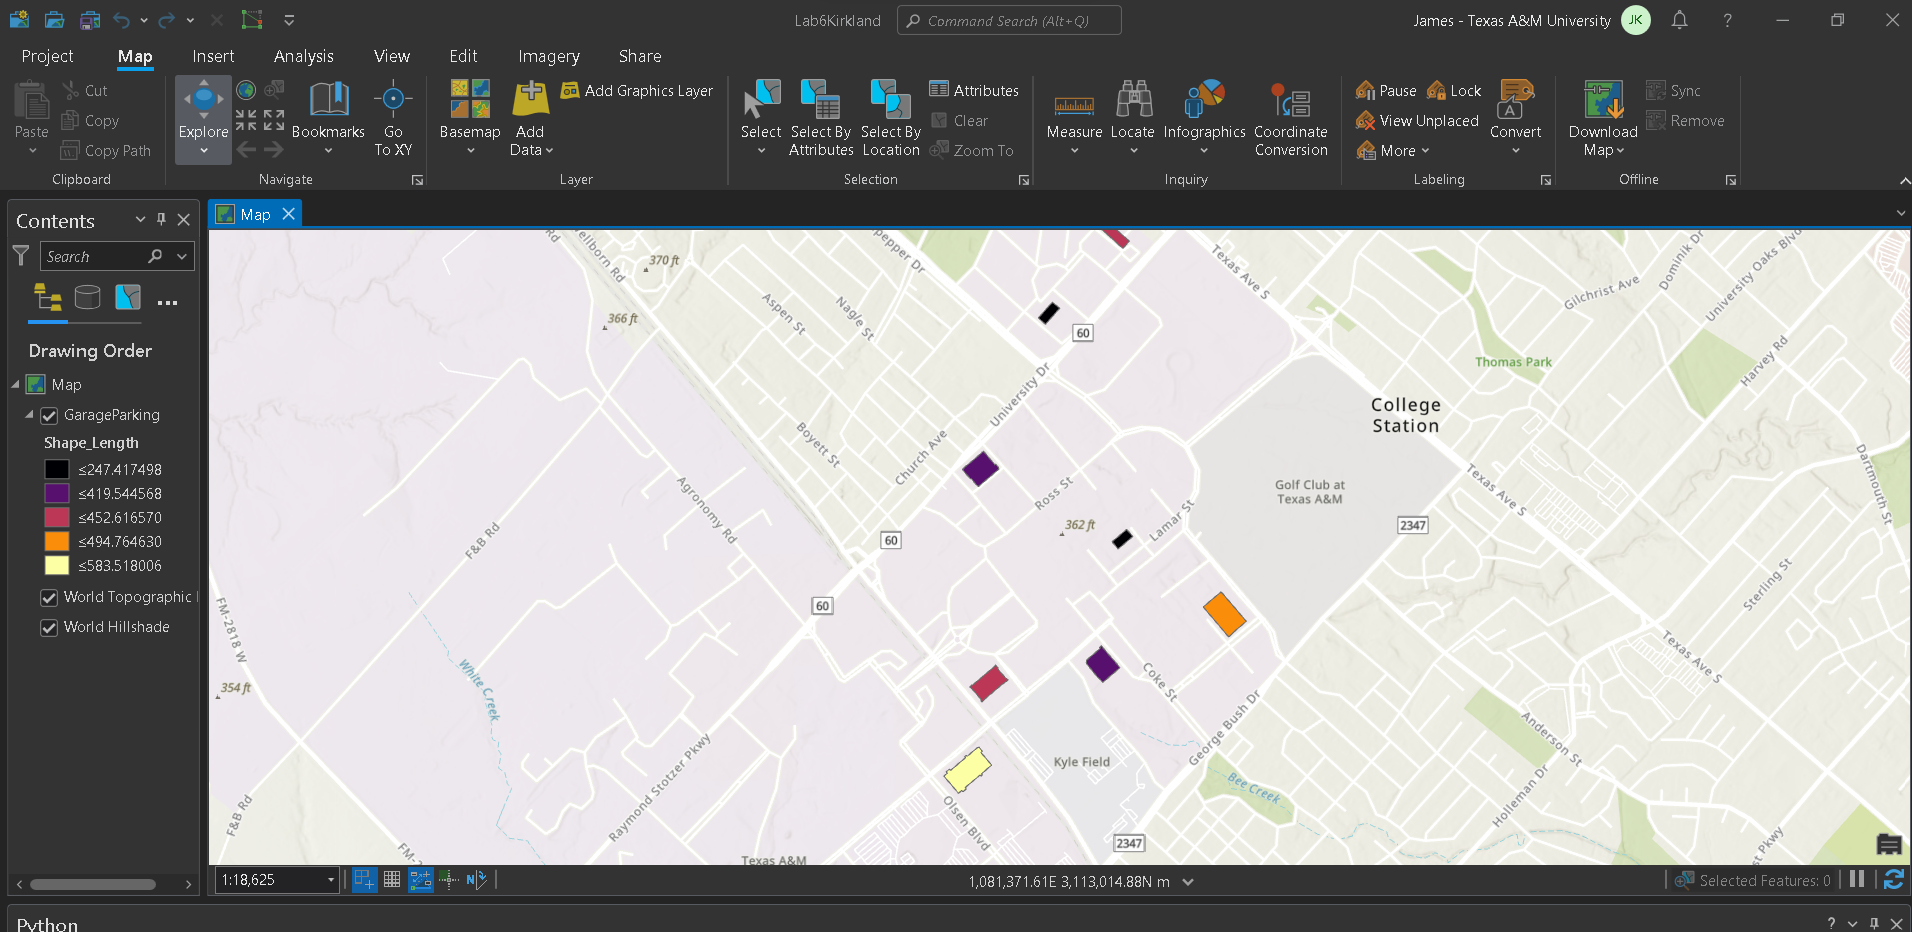 Lab6Kirkland
Command Search (Alt+Q)
James - Texas A&M University
JK
?
Project
Map
Insert
Analysis
View
Edit
Imagery
Share
Paste
Cut
Copy
Copy Path
Clipboard
Explore
Bookmarks
Go
To XY
Navigate
Basemap
Add
Data
Add Graphics Layer
Layer
Select
Select By
Attributes
Select By
Location
Attributes
Clear
Zoom To
Selection
Measure
Locate
Infographics
Coordinate
Conversion
Inquiry
Pause
Lock
View Unplaced
More
Convert
Labeling
Download
Map
Sync
Remove
Offline
Contents
Search
Drawing Order
Map
GarageParking
Shape_Length
≤247.417498
≤419.544568
≤452.616570
≤494.764630
≤583.518006
World Topographic
World Hillshade
Map
Rd
ellborn Rd
370 ft
366 ft
Aspen St
Nagle St
pepper Dr
Texas Ave S
60
University Dr
Gilchrist Ave
Dominik Dr
University Oaks Blvd
Thomas Park
Harvey Rd
College
Station
Boyett St
Church Ave
Agronomy Rd
F&B Rd
Ross St
362 ft
Lamar St
Golf Club at
Texas A&M
Texas Ave S
2347
Dartmouth St
60
60
FM-2818 W
354 ft
White Creek
Coke St
Sterling St
Texas Ave S
George Bush Dr
Kyle Field
Bee Creek
Anderson St
Holleman Dr
Raymond Stotzer Pkwy
Olsen Blvd
F&B Rd
FM-2
Texas A&M
2347
st Pkwy
1:18,625
N
1,081,371.61E 3,113,014.88N m
Selected Features: 0
Python
?